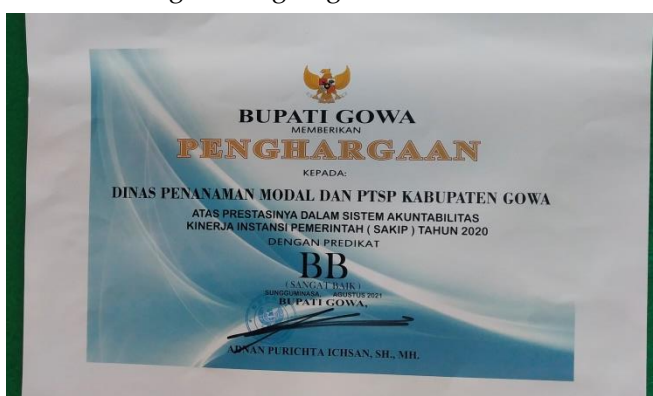 BUPATI GOWA
MEMBERIKAN
PENGHARGAAN
KEPADA:
DINAS PENANAMAN MODAL DAN PTSP KABUPATEN GOWA
ATAS PRESTASINYA DALAM SISTEM AKUNTABILITAS
KINERJA INSTANSI PEMERINTAH ( SAKIP ) TAHUN 2020
DENGAN PREDIKAT
BB
( SANGAT BAIK )
SUNGGUMINASA, AGUSTUS 2021
BUPATI GOWA,
ADNAN PURICHTA ICHSAN, SH., MH.